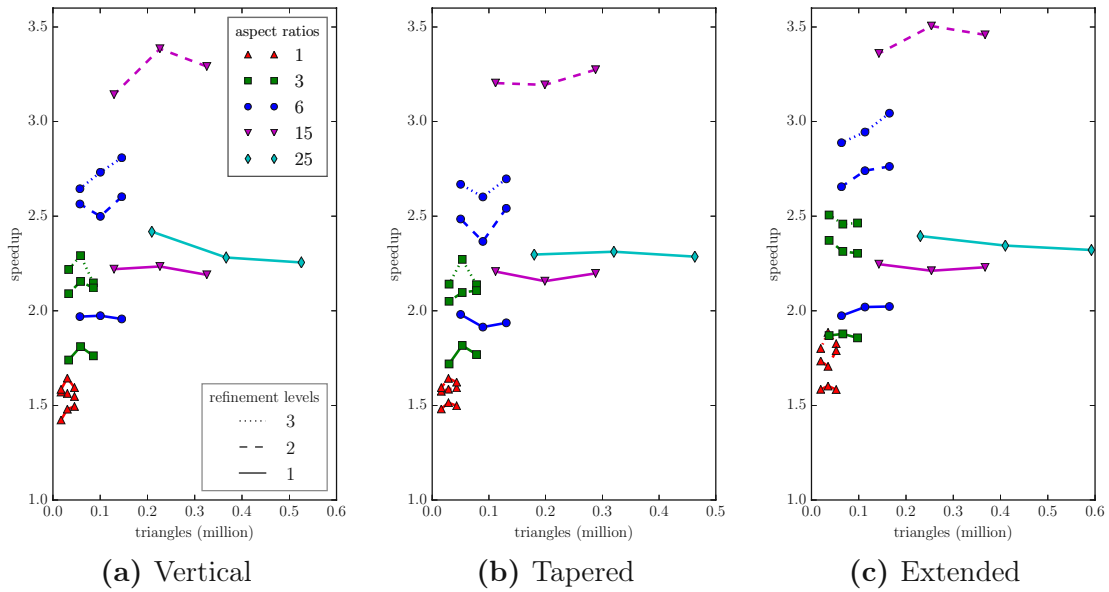 3.5
3.0
2.5
2.0
1.5
1.0
speedup
aspect ratios
1
3
6
15
25
refinement levels
3
2
1
0.0 0.1 0.2 0.3 0.4 0.5 0.6
triangles (million)
(a) Vertical
3.5
3.0
2.5
2.0
1.5
1.0
speedup
0.0 0.1 0.2 0.3 0.4 0.5
triangles (million)
(b) Tapered
3.5
3.0
2.5
2.0
1.5
1.0
speedup
0.0 0.1 0.2 0.3 0.4 0.5 0.6
triangles (million)
(c) Extended